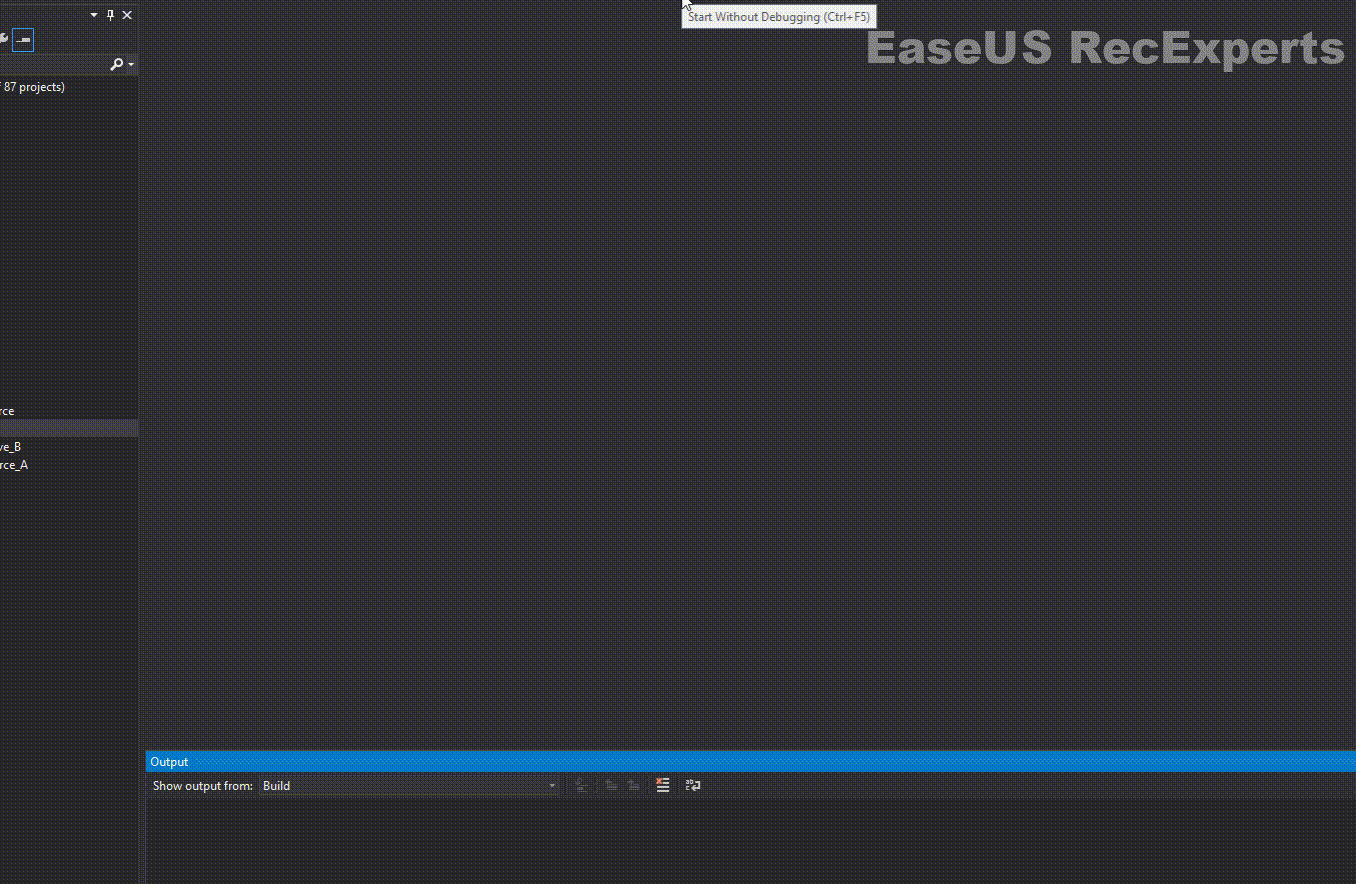 Start Without Debugging (Ctrl+F5)
EaseUS RecExperts
87 projects)
rce
ve_B
rce_A
Output
Show output from: Build